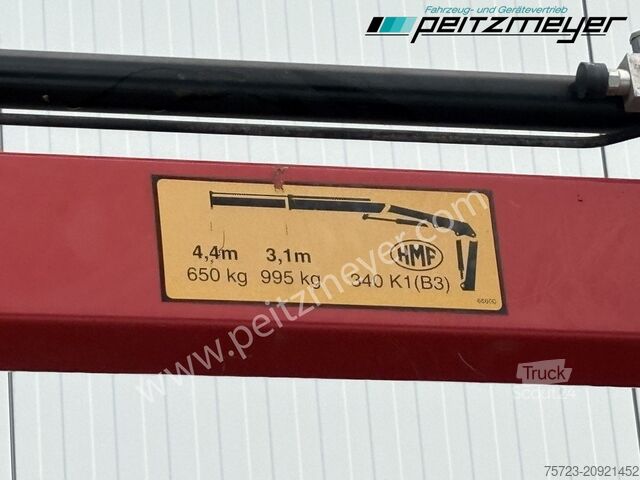 Fahrzeug- und Gerätevertrieb
peitzmeyer
4,4m 3,1m
650 kg 995 kg
HMF
340 K1(B3)
www.peitzmeyer.com
Truck
Scout24
75723-20921452